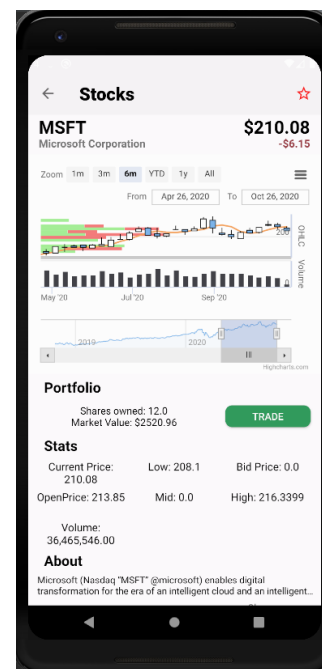 Stocks
MSFT $210.08
Microsoft Corporation -$6.15
Zoom 1m 3m 6m YTD 1y All
From Apr 26, 2020 To Oct 26, 2020
200
OHLC
Volume
0
May '20 Jul '20 Sep '20
2019 2020
Highcharts.com
Portfolio
Shares owned: 12.0
Market Value: $2520.96
TRADE
Stats
Current Price: 210.08 Low: 208.1 Bid Price: 0.0
OpenPrice: 213.85 Mid: 0.0 High: 216.3399
Volume:
36,465,546.00
About
Microsoft (Nasdaq "MSFT" @microsoft) enables digital
transformation for the era of an intelligent cloud and an intelligent...